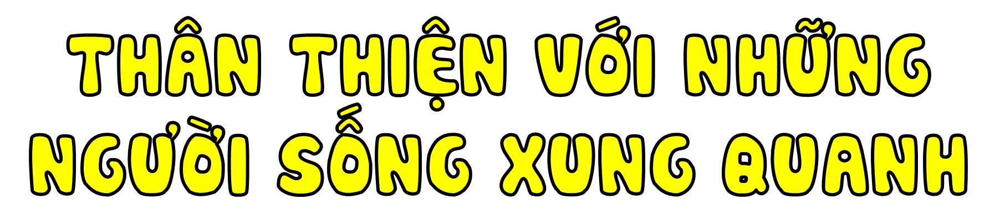 THÂN THIỆN VỚI NHỮNG
NGƯỜI SỐNG XUNG QUANH